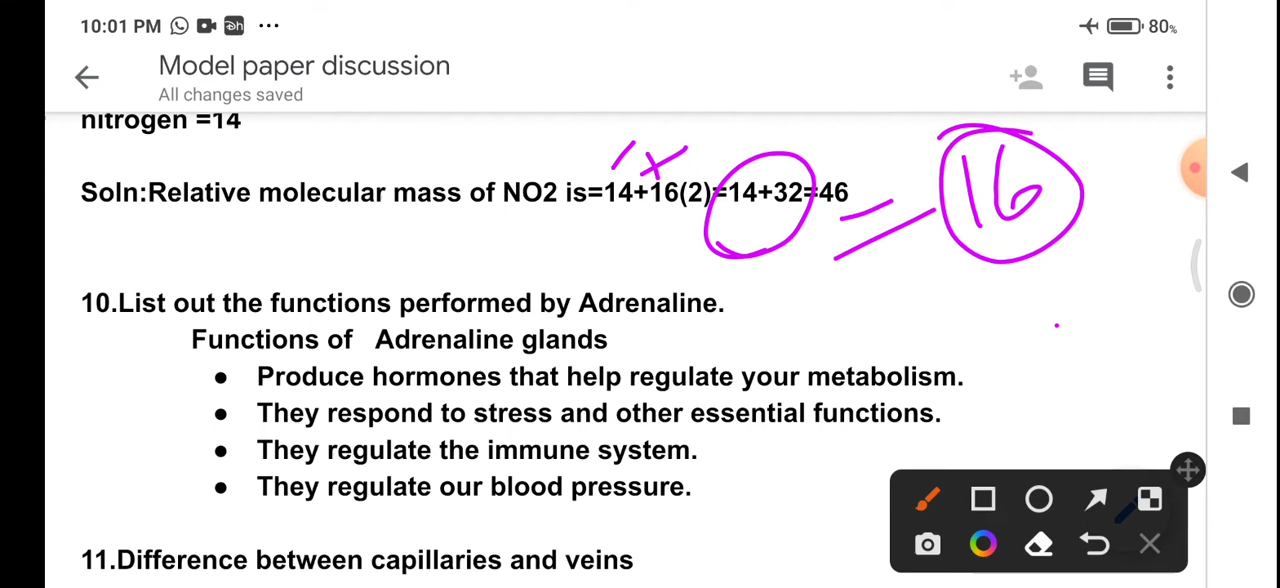 10:01 PM
80%
Model paper discussion
All changes saved
nitrogen =14
Soln:Relative molecular mass of NO2 is=14+16(2)=14+32=46
= 16
10.List out the functions performed by Adrenaline.
Functions of Adrenaline glands
● Produce hormones that help regulate your metabolism.
● They respond to stress and other essential functions.
● They regulate the immune system.
● They regulate our blood pressure.
11.Difference between capillaries and veins